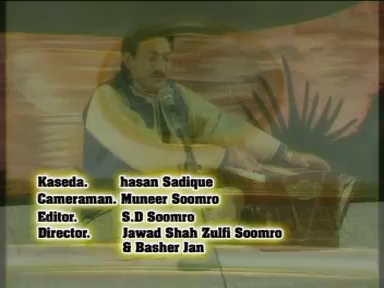 Kaseda. hasan Sadique
Cameraman. Muneer Soomro
Editor. S.D Soomro
Director. Jawad Shah Zulfi Soomro
& Basher Jan